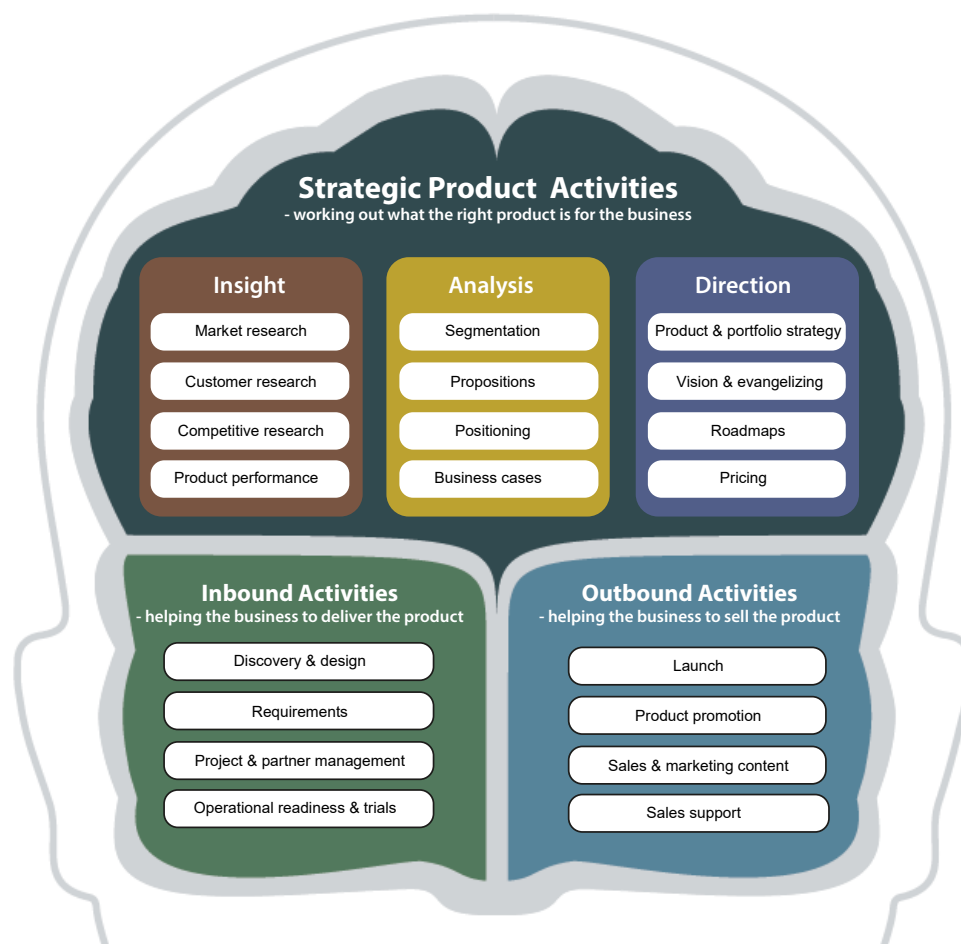 Strategic Product Activities
- working out what the right product is for the business
Insight
Market research
Customer research
Competitive research
Product performance
Analysis
Segmentation
Propositions
Positioning
Business cases
Direction
Product & portfolio strategy
Vision & evangelizing
Roadmaps
Pricing
Inbound Activities
- helping the business to deliver the product
Discovery & design
Requirements
Project & partner management
Operational readiness & trials
Outbound Activities
- helping the business to sell the product
Launch
Product promotion
Sales & marketing content
Sales support